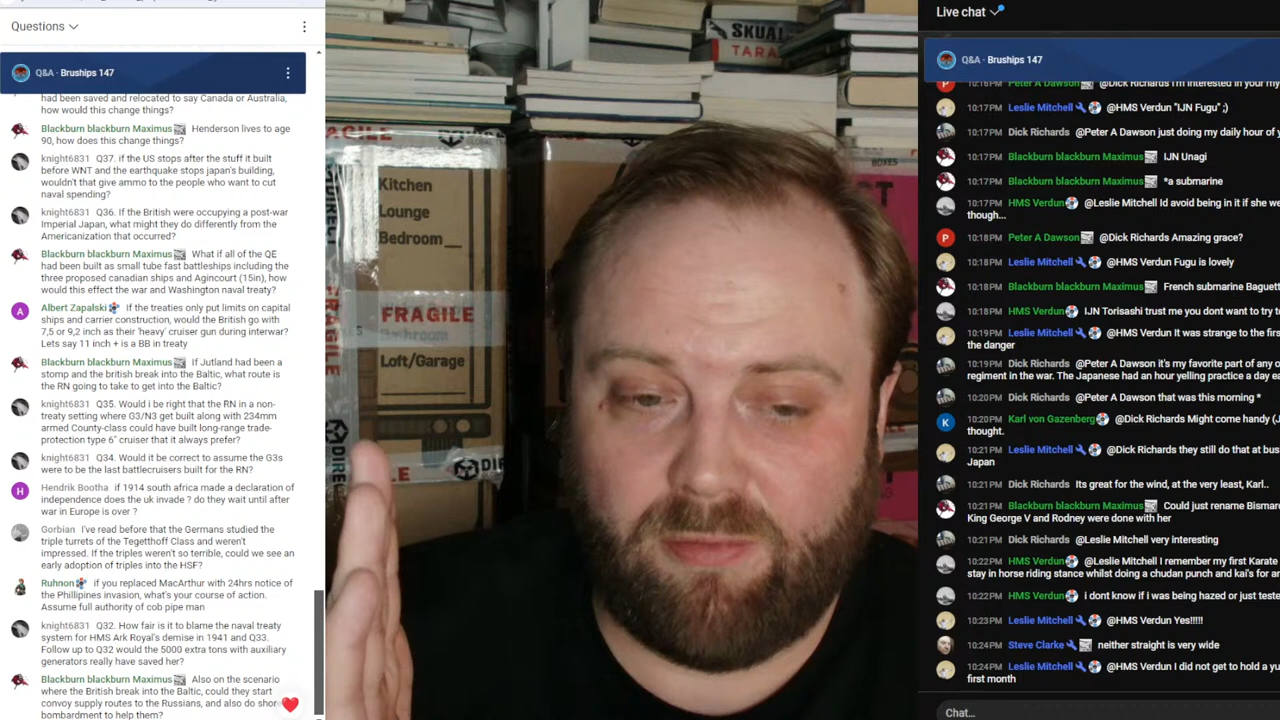 Questions
Q&A · Bruships 147
had been saved and relocated to say Canada or Australia,
how would this change things?
Blackburn blackburn Maximus Henderson lives to age
90, how does this change things?
knight6831 Q37. if the US stops after the stuff it built
before WNT and the earthquake stops japan's building,
wouldn't that give ammo to the people who want to cut
naval spending?
knight6831 Q36. If the British were occupying a post-war
Imperial Japan, what might they do differently from the
Americanization that occurred?
Blackburn blackburn Maximus What if all of the QE
had been built as small tube fast battleships including the
three proposed canadian ships and Agincourt (15in), how
would this effect the war and Washington naval treaty?
A
Albert Zapalski If the treaties only put limits on capital
ships and carrier construction, would the British go with
7,5 or 9,2 inch as their 'heavy' cruiser gun during interwar?
Lets say 11 inch + is a BB in treaty
Blackburn blackburn Maximus If Jutland had been a
stomp and the british break into the Baltic, what route is
the RN going to take to get into the Baltic?
knight6831 Q35. Would i be right that the RN in a non-
treaty setting where G3/N3 get built along with 234mm
armed County-class could have built long-range trade-
protection type 6" cruiser that it always prefer?
knight6831 Q34. Would it be correct to assume the G3s
were to be the last battlecruisers built for the RN?
H
Hendrik Bootha if 1914 south africa made a declaration of
independence does the uk invade ? do they wait until after
war in Europe is over ?
Gorbian I've read before that the Germans studied the
triple turrets of the Tegetthoff Class and weren't
impressed. If the triples weren't so terrible, could we see an
early adoption of triples into the HSF?
Ruhnon if you replaced MacArthur with 24hrs notice of
the Phillipines invasion, what's your course of action.
Assume full authority of cob pipe man
knight6831 Q32. How fair is it to blame the naval treaty
system for HMS Ark Royal's demise in 1941 and Q33.
Follow up to Q32 would the 5000 extra tons with auxiliary
generators really have saved her?
Blackburn blackburn Maximus Also on the scenario
where the British break into the Baltic, could they start
convoy supply routes to the Russians, and also do shore
bombardment to help them?
SKUA
TARA
BOXES
Kitchen
Lounge
Bedroom__
FRAGILE
Bathroom
Loft/Garage
Live chat
Q&A · Bruships 147
10:16PM Peter A Dawson @Dick Richards I'm interested in your my
10:17PM Leslie Mitchell @HMS Verdun "IJN Fugu" ;)
10:17PM Dick Richards @Peter A Dawson just doing my daily hour of
10:17PM Blackburn blackburn Maximus IJN Unagi
10:17PM Blackburn blackburn Maximus *a submarine
10:17PM HMS Verdun @Leslie Mitchell Id avoid being in it if she we
though...
P
10:18PM Peter A Dawson @Dick Richards Amazing grace?
10:18PM Leslie Mitchell @HMS Verdun Fugu is lovely
10:18PM Blackburn blackburn Maximus French submarine Baguett
10:18PM HMS Verdun IJN Torisashi trust me you dont want to try to
10:19PM Leslie Mitchell @HMS Verdun It was strange to the first
the danger
10:19PM Dick Richards @Peter A Dawson it's my favorite part of any o
regiment in the war. The Japanese had an hour yelling practice a day ea
10:20PM Dick Richards @Peter A Dawson that was this morning *
K
10:20PM Karl von Gazenberg @Dick Richards Might come handy (J
thought.
10:21PM Leslie Mitchell @Dick Richards they still do that at bus
Japan
10:21PM Dick Richards Its great for the wind, at the very least, Karl..
10:21PM Blackburn blackburn Maximus Could just rename Bismar
King George V and Rodney were done with her
10:21PM Dick Richards @Leslie Mitchell very interesting
10:22PM HMS Verdun @Leslie Mitchell I remember my first Karate
stay in horse riding stance whilst doing a chudan punch and kai's for an
10:22PM HMS Verdun i dont know if i was being hazed or just teste
10:23PM Leslie Mitchell @HMS Verdun Yes!!!!!
10:24PM Steve Clarke neither straight is very wide
10:24PM Leslie Mitchell @HMS Verdun I did not get to hold a yu
first month
Chat...